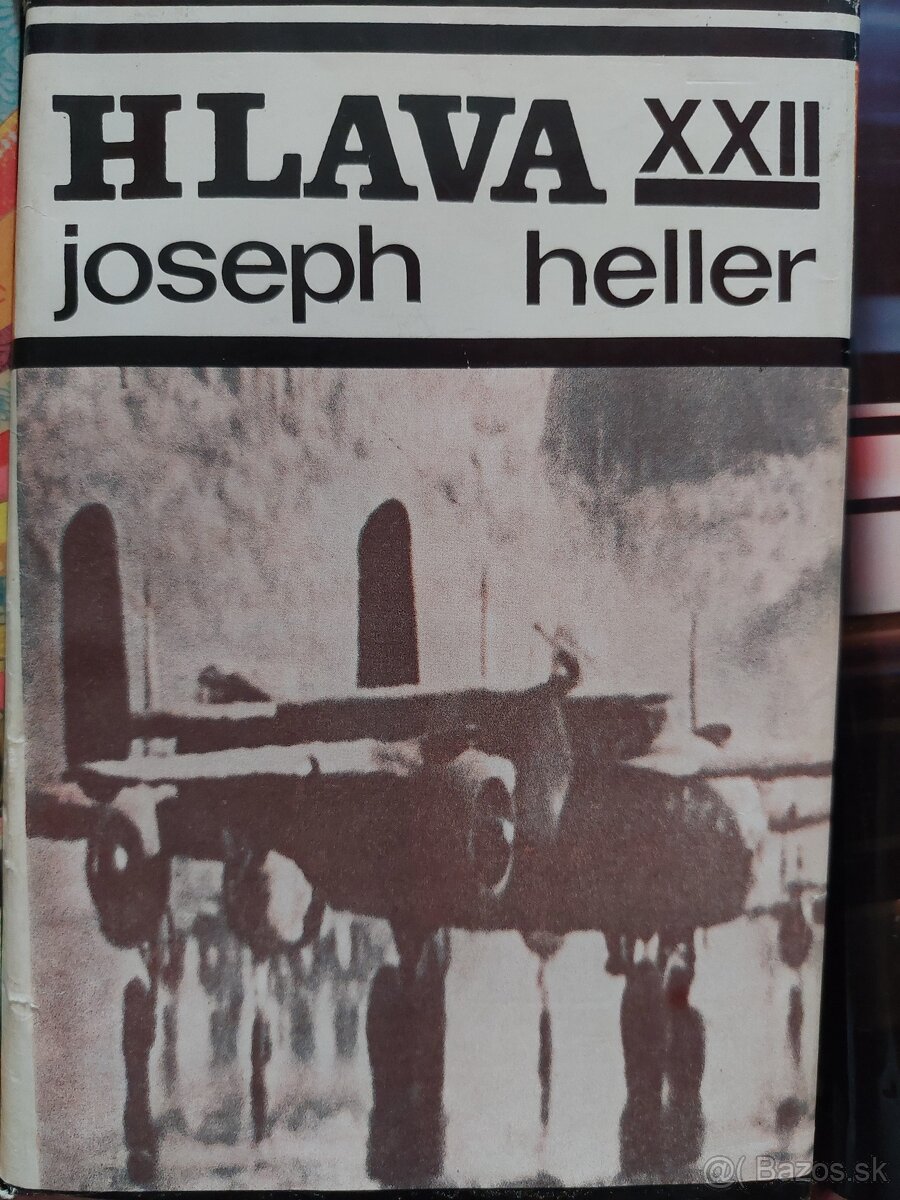 HLAVA XXII
joseph heller
@( Bazos.sk